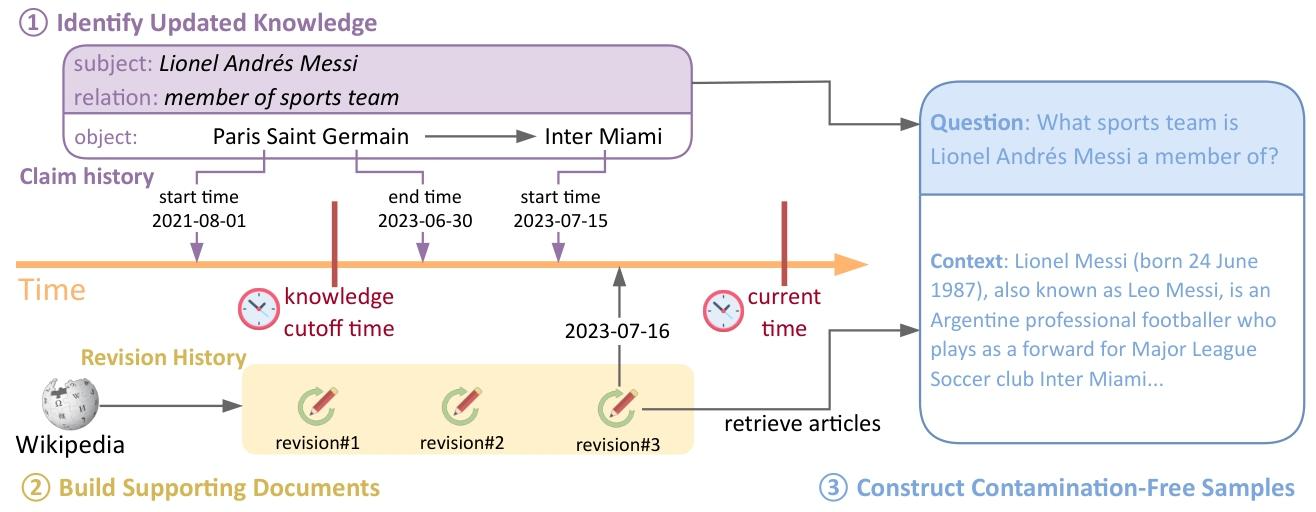 ① Identify Updated Knowledge
subject: Lionel Andrés Messi
relation: member of sports team
object: Paris Saint Germain Inter Miami
Claim history
start time
2021-08-01
end time
2023-06-30
start time
2023-07-15
Time
knowledge
cutoff time
current
time
2023-07-16
Revision History
Wikipedia
revision#1
revision#2
revision#3
retrieve articles
② Build Supporting Documents
Question: What sports team is
Lionel Andrés Messi a member of?
Context: Lionel Messi (born 24 June
1987), also known as Leo Messi, is an
Argentine professional footballer who
plays as a forward for Major League
Soccer club Inter Miami...
③ Construct Contamination-Free Samples